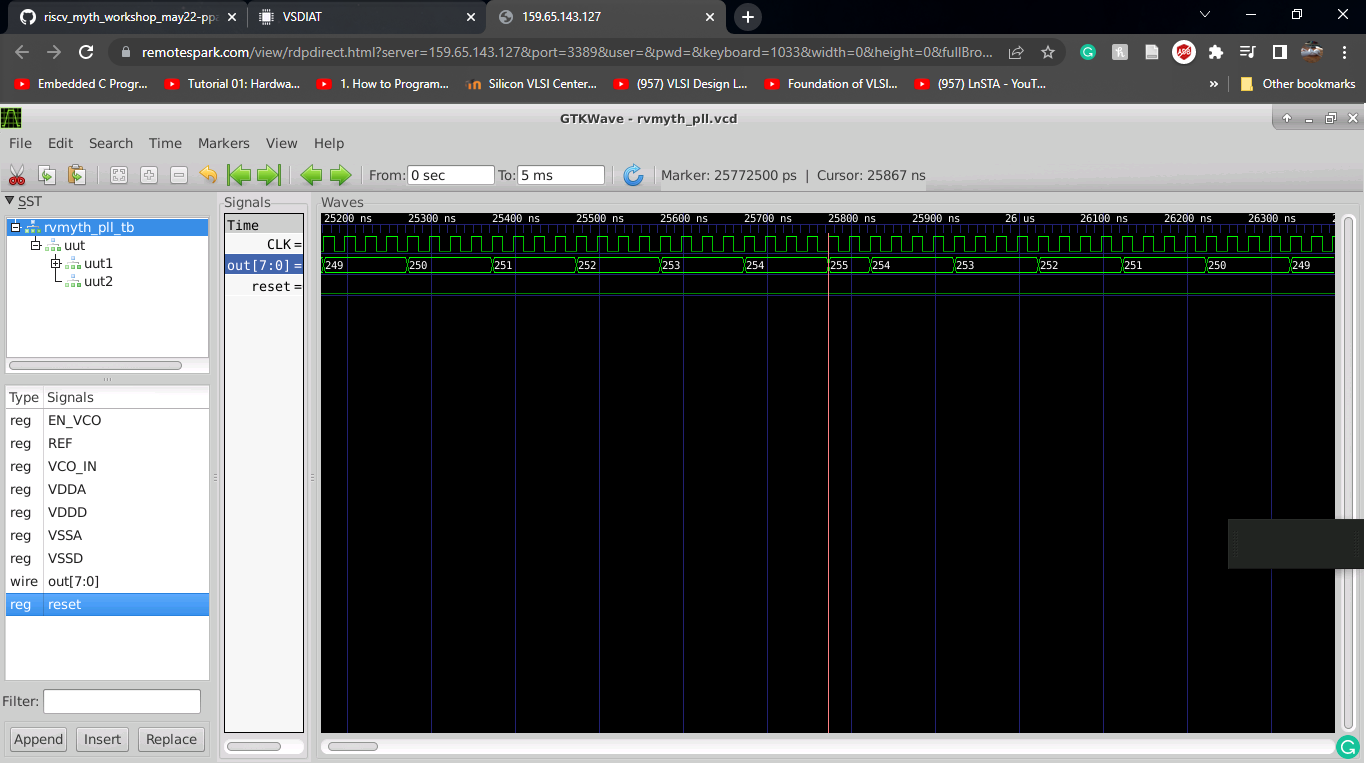 riscv_myth_workshop_may22-pp
VSDIAT
159.65.143.127
remotespark.com/view/rdpdirect.html?server=159.65.143.127&port=3389&user=&pwd=&keyboard=1033&width=0&height=0&fullBro...
Embedded C Progr...
Tutorial 01: Hardwa...
1. How to Program...
Silicon VLSI Center...
(957) VLSI Design L...
Foundation of VLSI...
(957) LnSTA - YouT...
»
Other bookmarks
GTKWave - rvmyth_pll.vcd
File Edit Search Time Markers View Help
From: 0 sec To: 5 ms Marker: 25772500 ps | Cursor: 25867 ns
SST
rvmyth_pll_tb
uut
uut1
uut2
Type Signals
reg EN_VCO
reg REF
reg VCO_IN
reg VDDA
reg VDDD
reg VSSA
reg VSSD
wire out[7:0]
reg reset
Filter:
Append Insert Replace
Signals
Time
CLK =
out[7:0] =
reset =
Waves
25200 ns 25300 ns 25400 ns 25500 ns 25600 ns 25700 ns 25800 ns 25900 ns 26 us 26100 ns 26200 ns 26300 ns
249 250 251 252 253 254 255 254 253 252 251 250 249